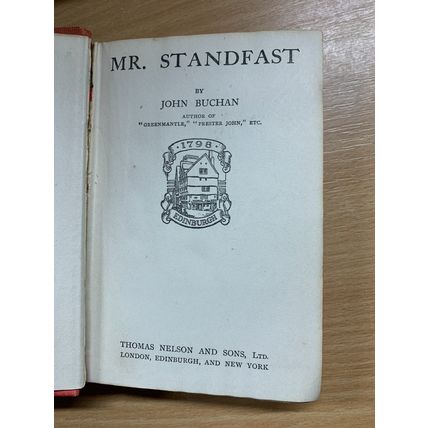 MR. STANDFAST
BY
JOHN BUCHAN
AUTHOR OF
"GREENMANTLE," "PRESTER JOHN," ETC.
·1798·
EDINBURGH
THOMAS NELSON AND SONS, LTD.
LONDON, EDINBURGH, AND NEW YORK